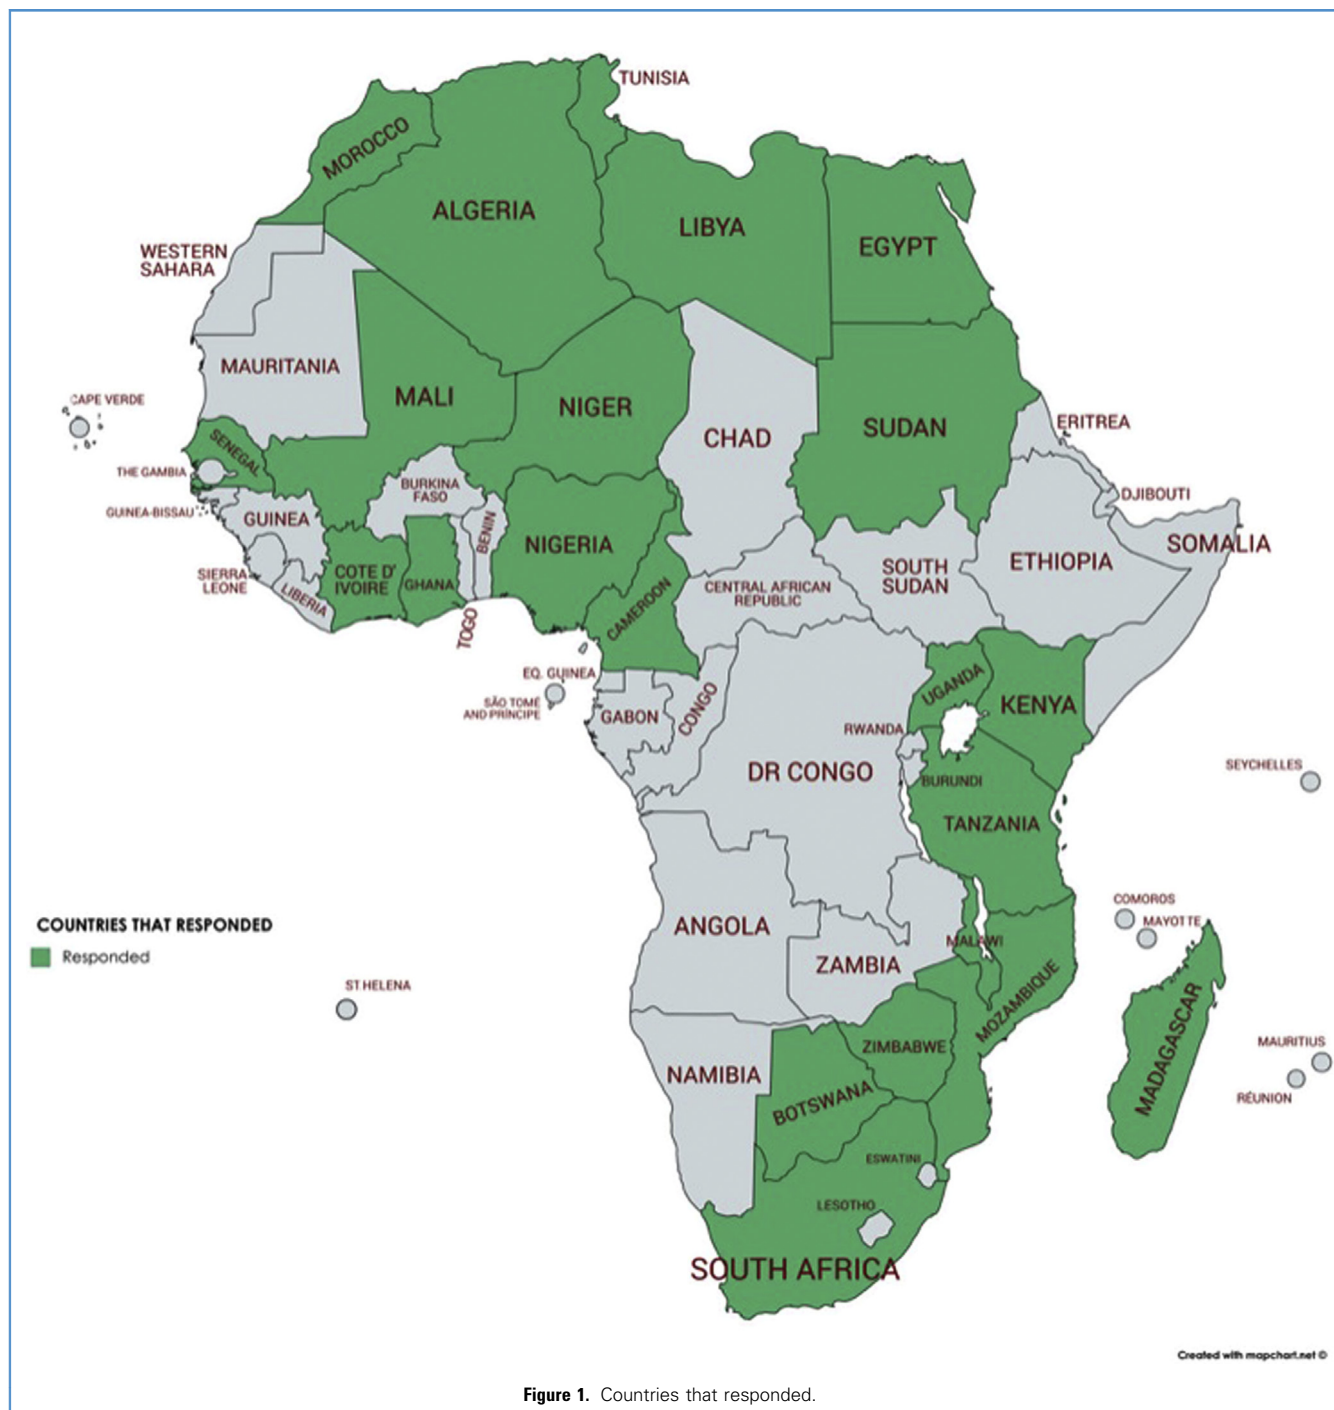 TUNISIA
MOROCCO
ALGERIA
LIBYA
EGYPT
WESTERN
SAHARA
MAURITANIA
MALI
NIGER
CHAD
SUDAN
ERITREA
CAPE VERDE
SENEGAL
THE GAMBIA
GUINEA-BISSAU
GUINEA
BURKINA
FASO
BENIN
NIGERIA
DJIBOUTI
SOMALIA
ETHIOPIA
SOUTH
SUDAN
CENTRAL AFRICAN
REPUBLIC
SIERRA
LEONE
LIBERIA
COTE D'
IVOIRE
GHANA
TOGO
CAMEROON
EQ. GUINEA
SÃO TOMÉ
AND PRÍNCIPE
GABON
CONGO
UGANDA
KENYA
RWANDA
DR CONGO
BURUNDI
TANZANIA
SEYCHELLES
COMOROS
MAYOTTE
COUNTRIES THAT RESPONDED
Responded
ANGOLA
ZAMBIA
MALAWI
MOZAMBIQUE
ST.HELENA
MADAGASCAR
MAURITIUS
RÉUNION
NAMIBIA
ZIMBABWE
BOTSWANA
ESWATINI
LESOTHO
SOUTH AFRICA
Created with mapchart.net ©
Figure 1. Countries that responded.